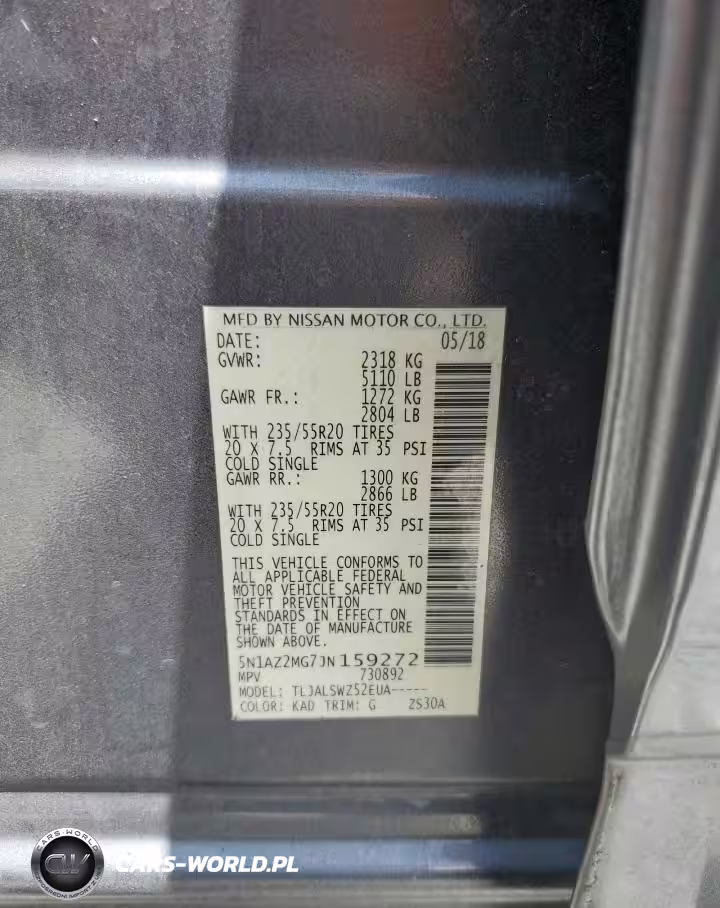 MFD BY NISSAN MOTOR CO., LTD.
DATE: 05/18
GVWR: 2318 KG
5110 LB
GAWR FR.: 1272 KG
2804 LB
WITH 235/55R20 TIRES
20 X 7.5 RIMS AT 35 PSI
COLD SINGLE
GAWR RR.: 1300 KG
2866 LB
WITH 235/55R20 TIRES
20 X 7.5 RIMS AT 35 PSI
COLD SINGLE
THIS VEHICLE CONFORMS TO
ALL APPLICABLE FEDERAL
MOTOR VEHICLE SAFETY AND
THEFT PREVENTION
STANDARDS IN EFFECT ON
THE DATE OF MANUFACTURE
SHOWN ABOVE.
5N1AZ2MG7JN159272
MPV 730892
MODEL: TLJALSWZ52EUA-----
COLOR: KAD TRIM: G ZS30A
CARS-WORLD
CW
CARS-WORLD.PL